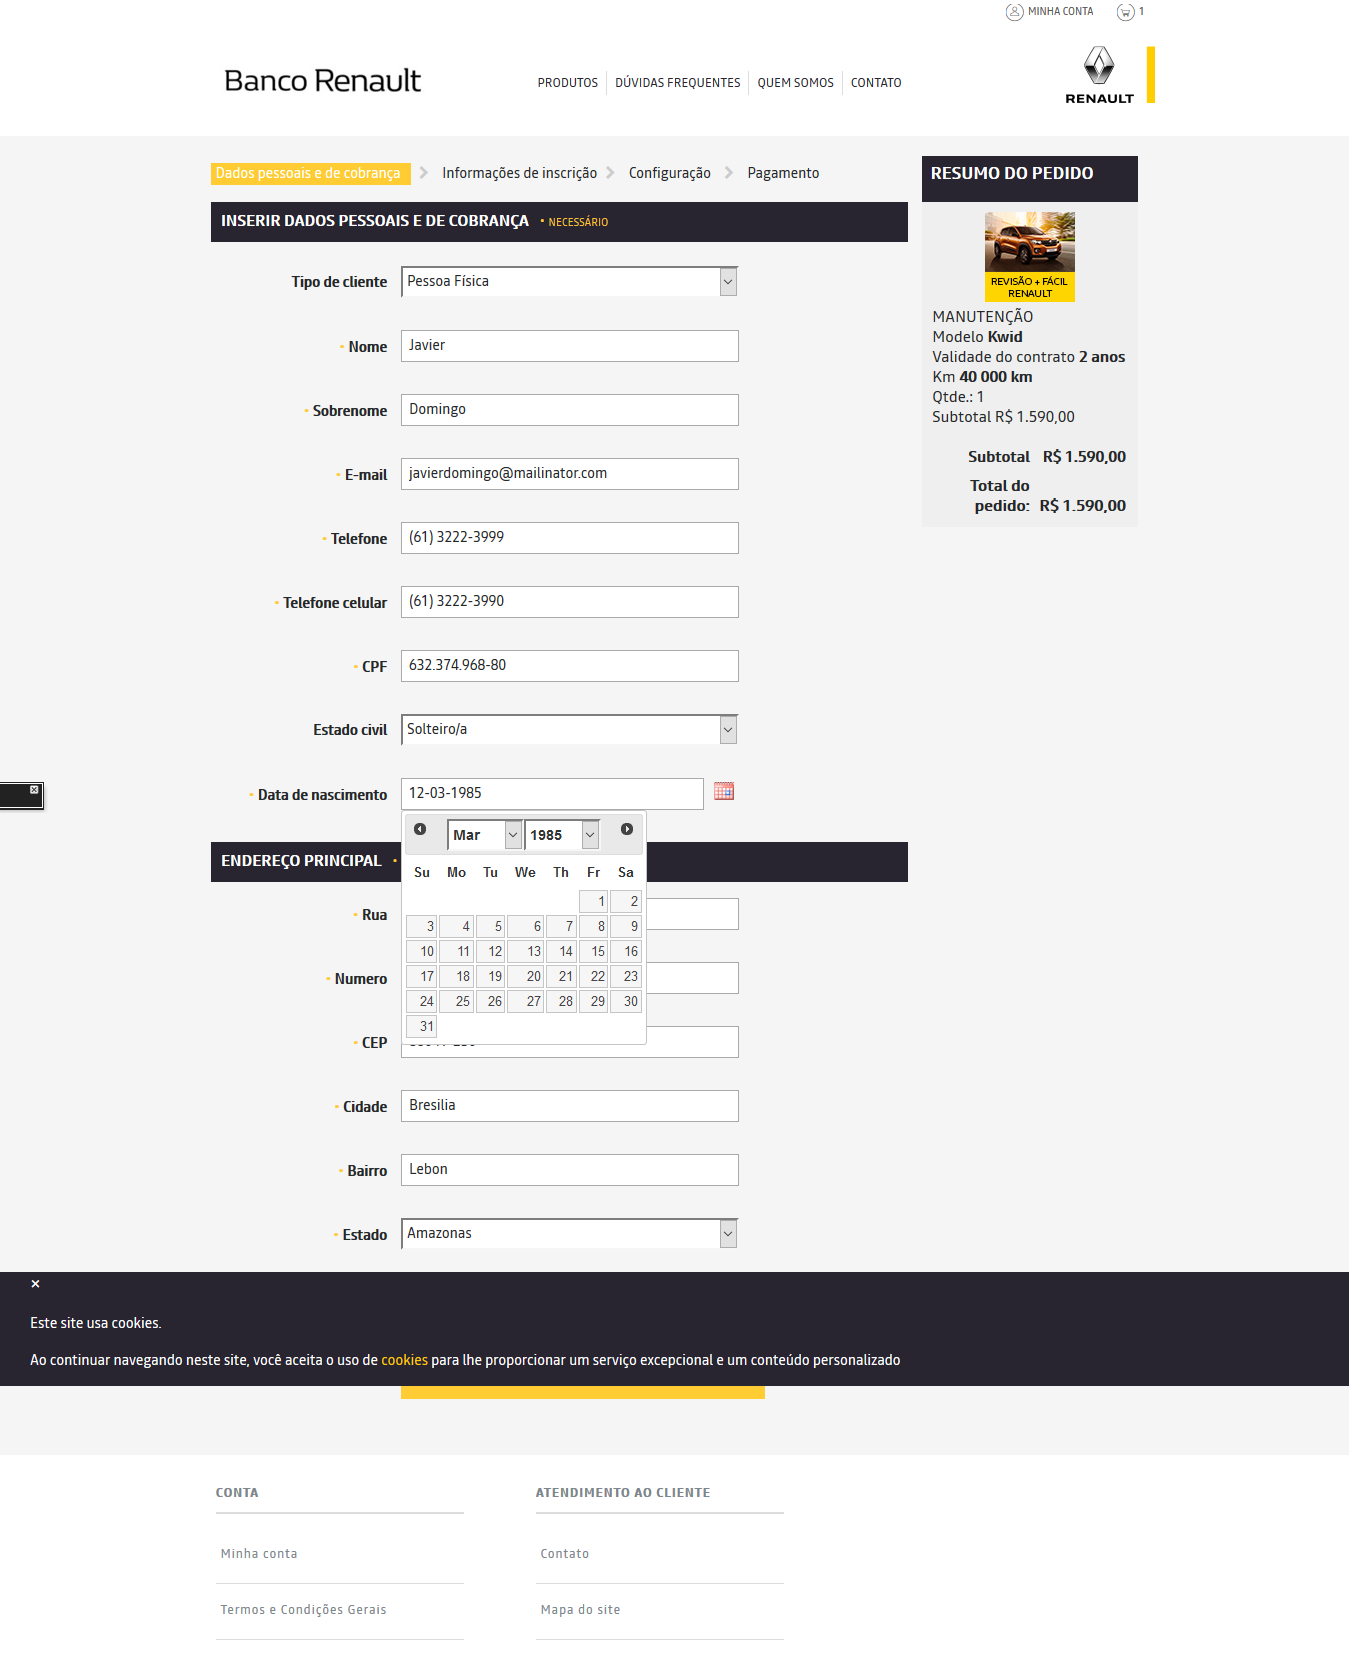 MINHA CONTA
1
Banco Renault
PRODUTOS
DÚVIDAS FREQUENTES
QUEM SOMOS
CONTATO
RENAULT
Dados pessoais e de cobrança
Informações de inscrição
Configuração
Pagamento
INSERIR DADOS PESSOAIS E DE COBRANÇA • NECESSÁRIO
Tipo de cliente
Pessoa Física
• Nome
Javier
• Sobrenome
Domingo
• E-mail
javierdomingo@mailinator.com
• Telefone
(61) 3222-3999
• Telefone celular
(61) 3222-3990
• CPF
632.374.968-80
Estado civil
Solteiro/a
• Data de nascimento
12-03-1985
Mar 1985
Su Mo Tu We Th Fr Sa
1 2
3 4 5 6 7 8 9
10 11 12 13 14 15 16
17 18 19 20 21 22 23
24 25 26 27 28 29 30
31
ENDEREÇO PRINCIPAL •
• Rua
• Numero
• CEP
• Cidade
Bresilia
• Bairro
Lebon
• Estado
Amazonas
RESUMO DO PEDIDO
REVISÃO + FÁCIL
RENAULT
MANUTENÇÃO
Modelo Kwid
Validade do contrato 2 anos
Km 40 000 km
Qtde.: 1
Subtotal R$ 1.590,00
Subtotal R$ 1.590,00
Total do
pedido: R$ 1.590,00
×
Este site usa cookies.
Ao continuar navegando neste site, você aceita o uso de cookies para lhe proporcionar um serviço excepcional e um conteúdo personalizado
CONTA
Minha conta
Termos e Condições Gerais
ATENDIMENTO AO CLIENTE
Contato
Mapa do site